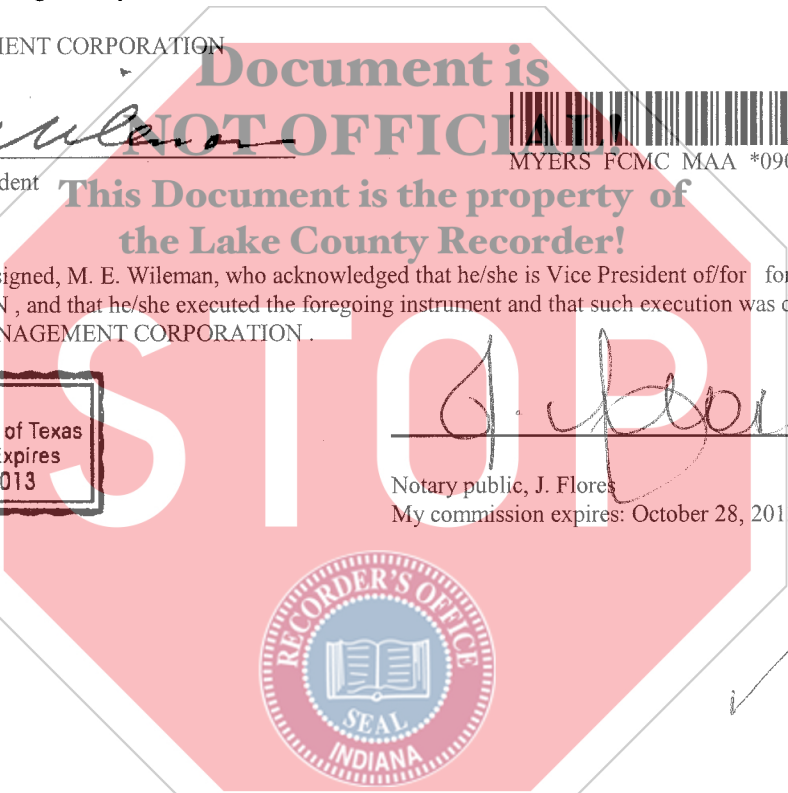 MENT CORPORATION
Document is
NOT OFFICIAL!
MYERS FCMC MAA *090
dent
This Document is the property of
the Lake County Recorder!
signed, M. E. Wileman, who acknowledged that he/she is Vice President of/for for
N , and that he/she executed the foregoing instrument and that such execution was
NAGEMENT CORPORATION .
STOP
of Texas
Expires
013
Notary public, J. Flores
My commission expires: October 28, 201
RECORDER'S OFFICE
SEAL
INDIANA